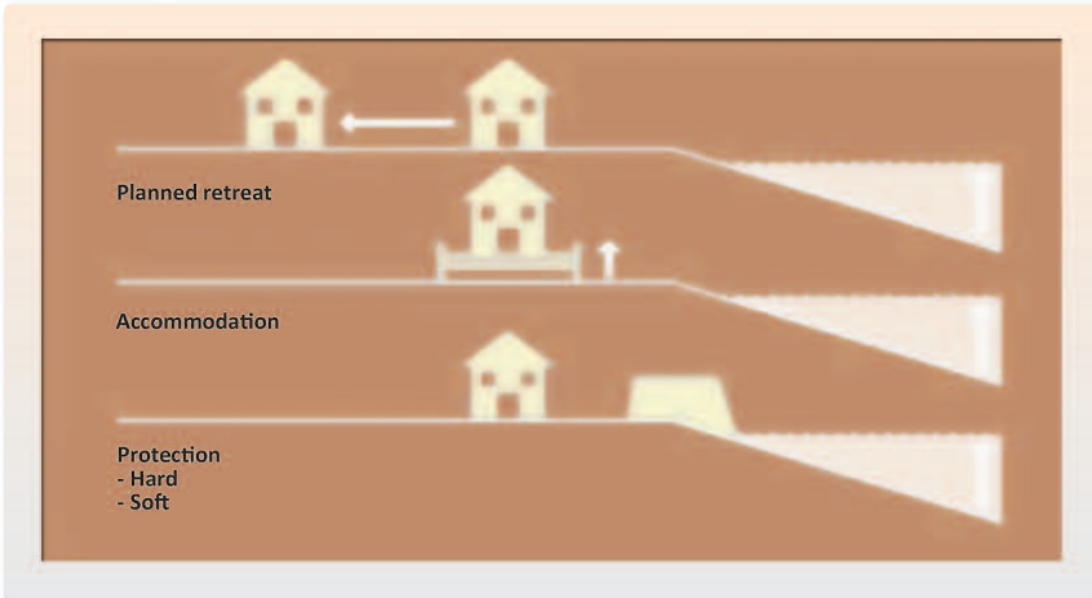 Planned retreat
Accommodation
Protection
- Hard
- Soft